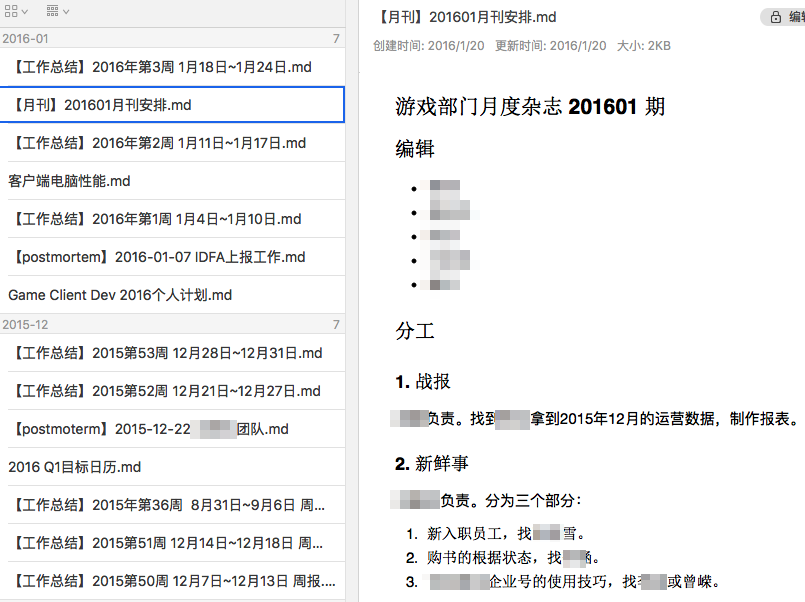 2016-01 7
【工作总结】2016年第3周 1月18日~1月24日.md
【月刊】201601月刊安排.md
【工作总结】2016年第2周 1月11日~1月17日.md
客户端电脑性能.md
【工作总结】2016年第1周 1月4日~1月10日.md
【postmortem】2016-01-07 IDFA上报工作.md
Game Client Dev 2016个人计划.md
2015-12 7
【工作总结】2015第53周 12月28日~12月31日.md
【工作总结】2015第52周 12月21日~12月27日.md
【postmoterm】2015-12-22 团队.md
2016 Q1目标日历.md
【工作总结】2015年第36周 8月31日~9月6日 周...
【工作总结】2015第51周 12月14日~12月18日 周...
【工作总结】2015第50周 12月7日~12月13日 周报....
【月刊】201601月刊安排.md
编辑
创建时间: 2016/1/20 更新时间: 2016/1/20 大小: 2KB
游戏部门月度杂志 201601 期
编辑
分工
1. 战报
负责。找到 拿到2015年12月的运营数据，制作报表。
2. 新鲜事
负责。分为三个部分：
1. 新入职员工，找 雪。
2. 购书的根据状态，找 涵。
3. 企业号的使用技巧，找 或曾嵘。